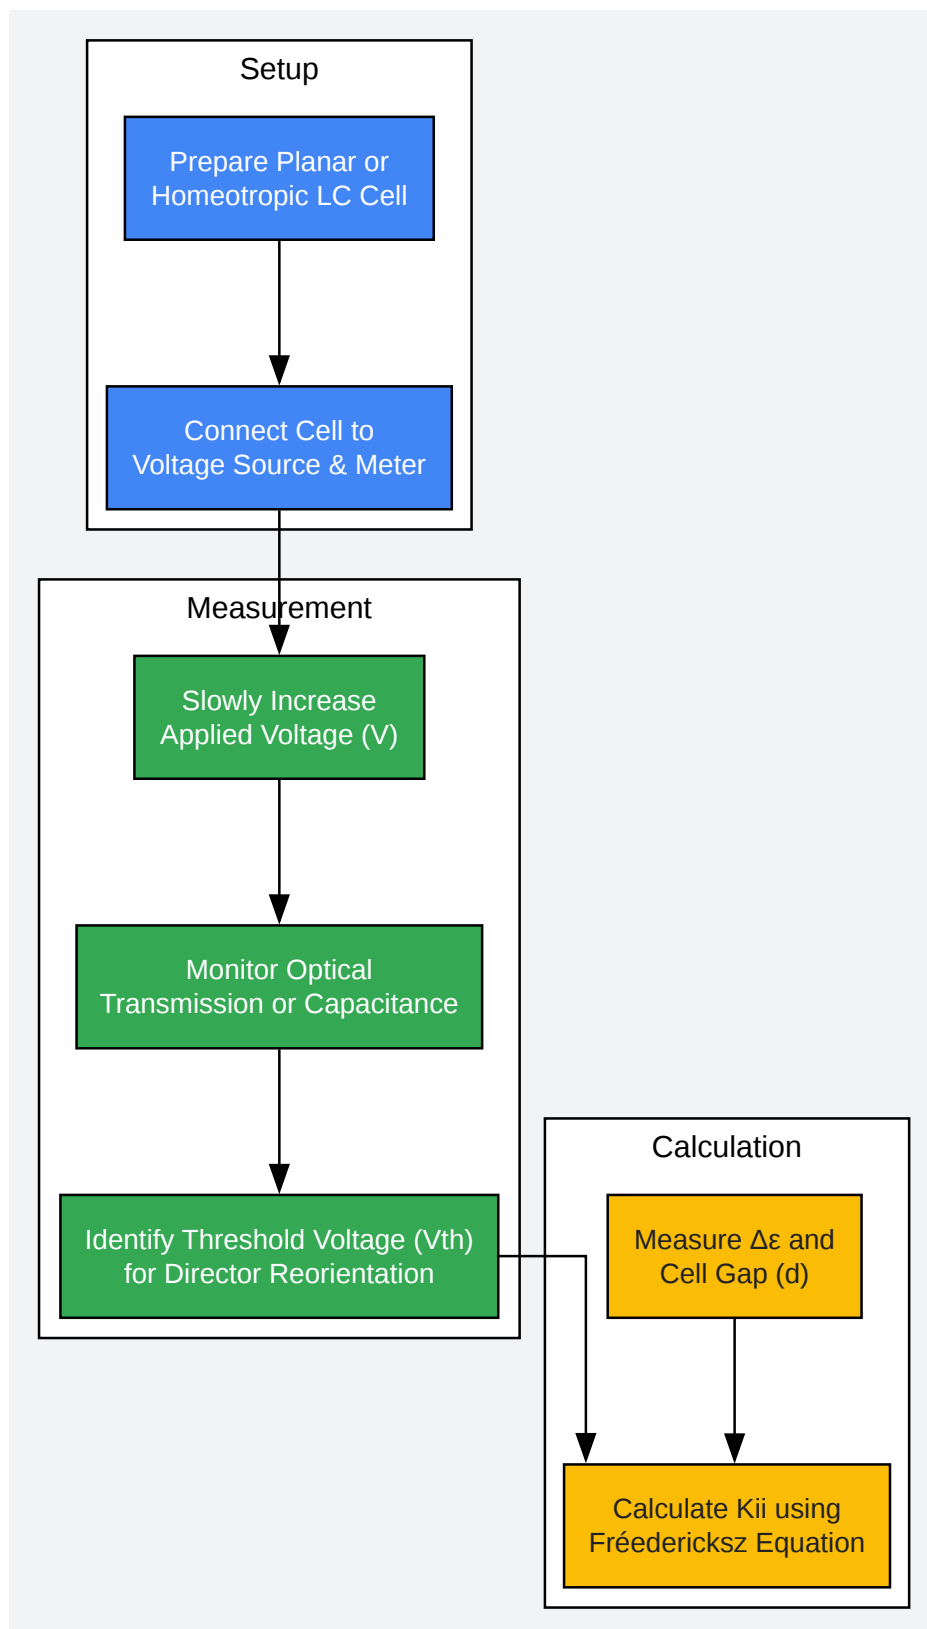 Setup
Prepare Planar or
Homeotropic LC Cell
Connect Cell to
Voltage Source & Meter
Measurement
Slowly Increase
Applied Voltage (V)
Monitor Optical
Transmission or Capacitance
Identify Threshold Voltage (Vth)
for Director Reorientation
Calculation
Measure Δε and
Cell Gap (d)
Calculate Kii using
Fréedericksz Equation